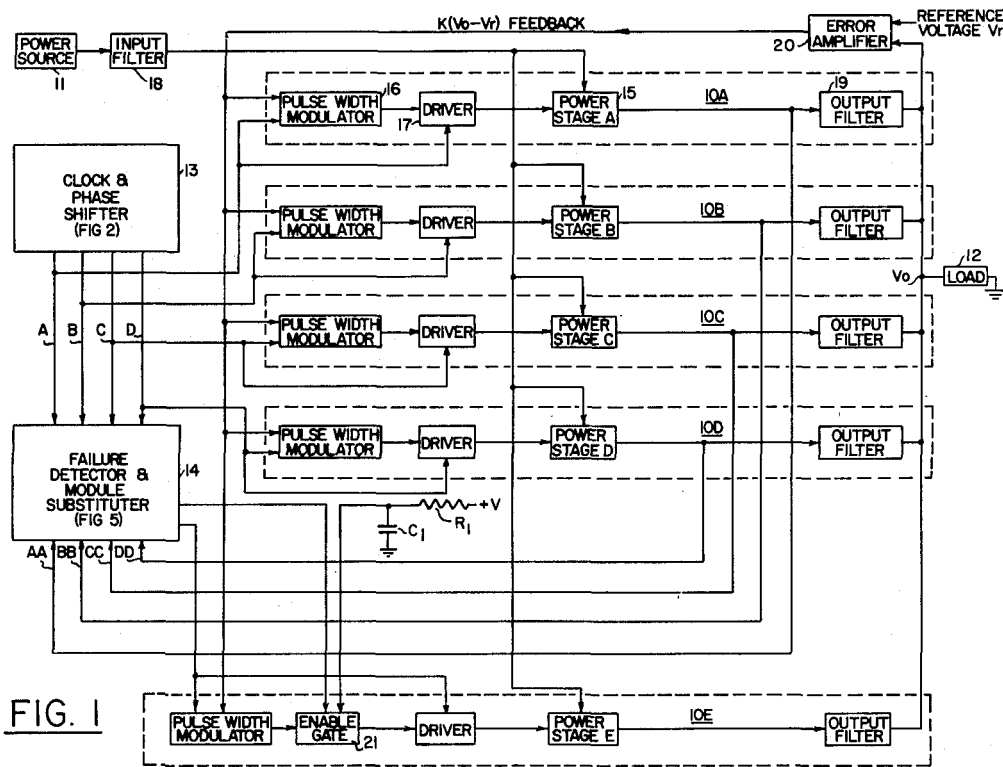 K(Vo-Vr) FEEDBACK
REFERENCE
VOLTAGE Vr
ERROR
AMPLIFIER
20
POWER
SOURCE
11
INPUT
FILTER
18
PULSE WIDTH
MODULATOR
16
DRIVER
17
POWER
STAGE A
15
10A
19
OUTPUT
FILTER
CLOCK &
PHASE
SHIFTER
(FIG 2)
13
PULSE WIDTH
MODULATOR
DRIVER
POWER
STAGE B
10B
OUTPUT
FILTER
Vo
12
LOAD
A
B
C
D
PULSE WIDTH
MODULATOR
DRIVER
POWER
STAGE C
10C
OUTPUT
FILTER
PULSE WIDTH
MODULATOR
DRIVER
POWER
STAGE D
10D
OUTPUT
FILTER
FAILURE
DETECTOR &
MODULE
SUBSTITUTER
(FIG 5)
14
C1
R1
+V
AA
BB
CC
DD
FIG. 1
PULSE WIDTH
MODULATOR
ENABLE
GATE
21
DRIVER
POWER
STAGE E
10E
OUTPUT
FILTER